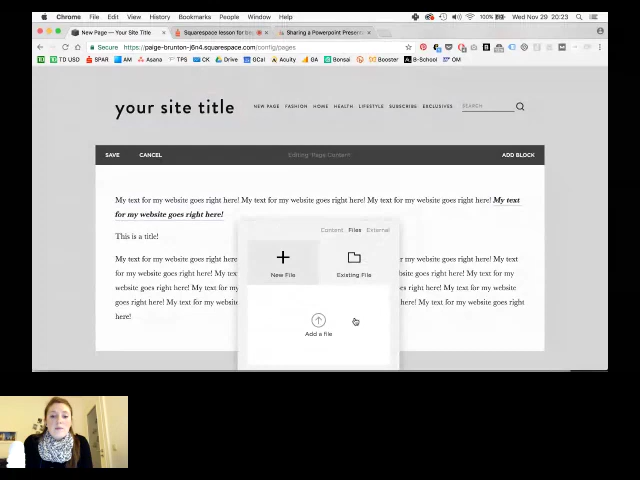 Chrome File Edit View History Bookmarks People Window Help 100% Wed Nov 29 20:23
New Page — Your Site Title Squarespace lesson for beg Sharing a Powerpoint Present
Secure https://paige-brunton-j6n4.squarespace.com/config/pages
TD USD SPAR AM Asana TPS CK Drive GCal Acuity GA Bonsai Booster B-School OM
your site title NEW PAGE FASHION HOME HEALTH LIFESTYLE SUBSCRIBE EXCLUSIVES SEARCH
SAVE CANCEL Editing: Page Content ADD BLOCK
My text for my website goes right here! My text for my website goes right here! My text for my website goes right here! My text
for my website goes right here!
This is a title!
My text for my website goes right here! My
text for my website goes right here! My text
for my website goes right here! My text for my
website goes right here! My text for my website goes right
here!
Content Files External
New File Existing File
Add a file